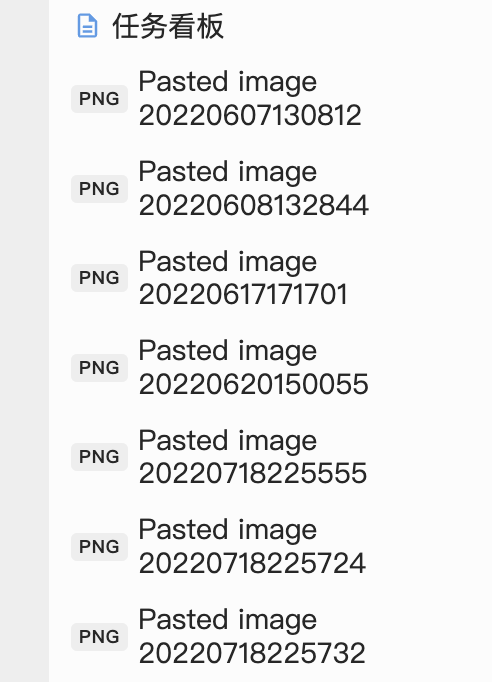 任务看板
PNG
Pasted image
20220607130812
PNG
Pasted image
20220608132844
PNG
Pasted image
20220617171701
PNG
Pasted image
20220620150055
PNG
Pasted image
20220718225555
PNG
Pasted image
20220718225724
PNG
Pasted image
20220718225732